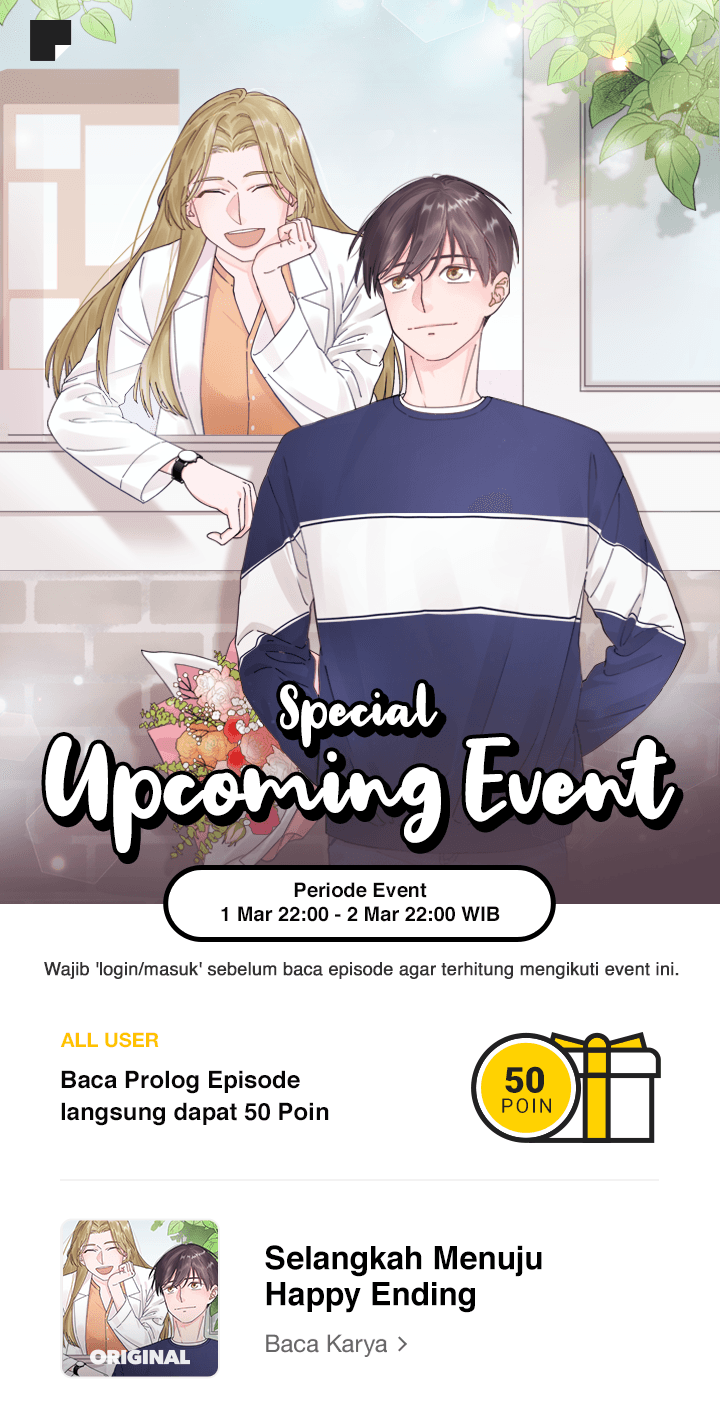 Special
Upcoming Event
Periode Event
1 Mar 22:00 - 2 Mar 22:00 WIB
Wajib 'login/masuk' sebelum baca episode agar terhitung mengikuti event ini.
ALL USER
Baca Prolog Episode
langsung dapat 50 Poin
50
POIN
ORIGINAL
Selangkah Menuju
Happy Ending
Baca Karya >